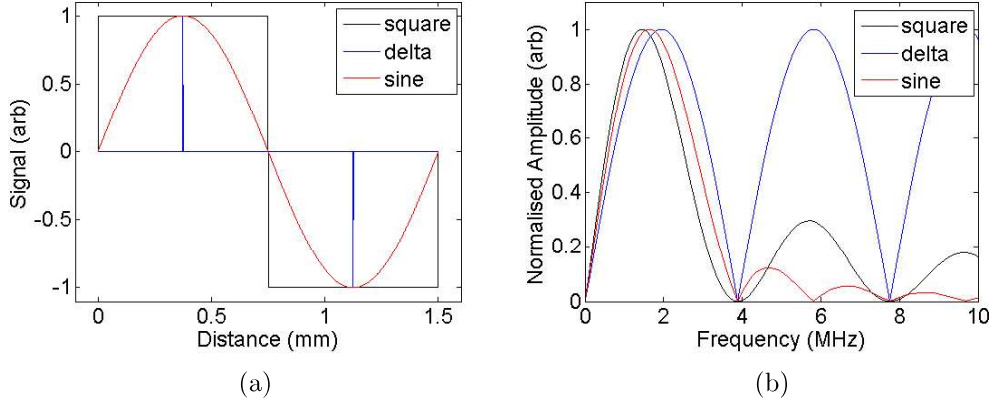 1
0.5
0
-0.5
-1
Signal (arb)
0
0.5
1
1.5
Distance (mm)
square
delta
sine
(a)
1
0.8
0.6
0.4
0.2
0
Normalised Amplitude (arb)
0
2
4
6
8
10
Frequency (MHz)
square
delta
sine
(b)